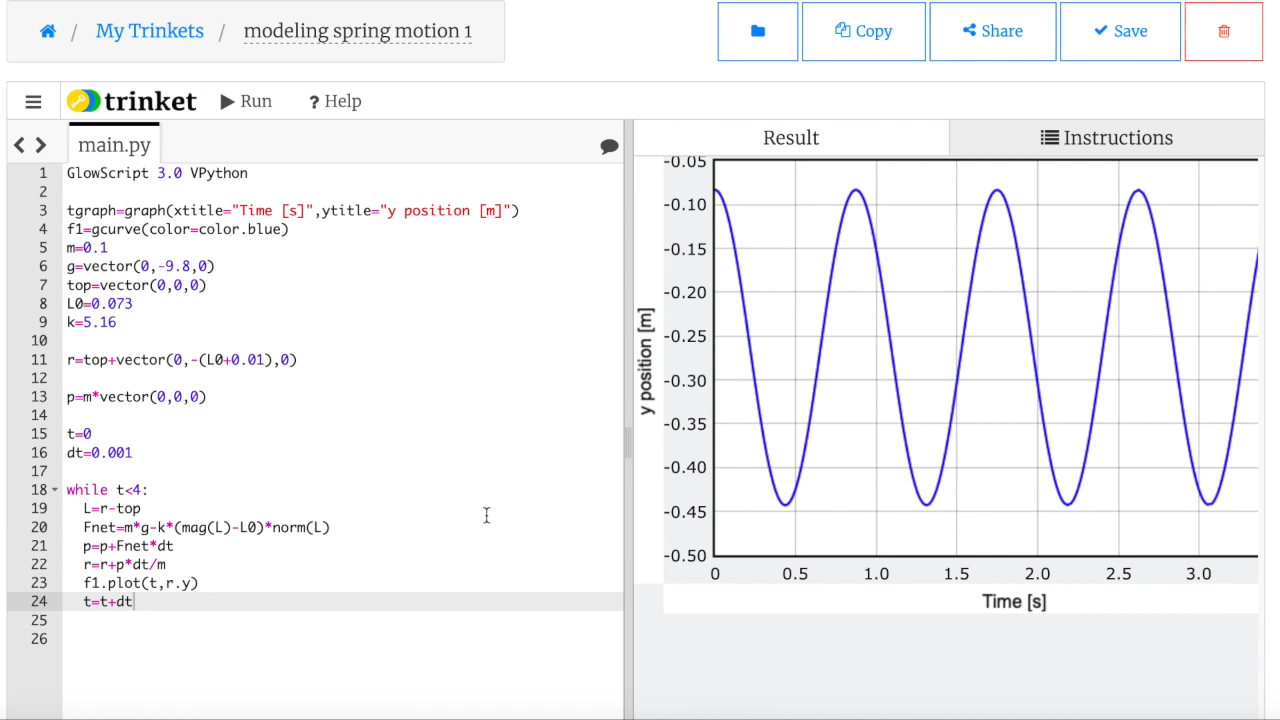 / My Trinkets / modeling spring motion 1
Copy
Share
Save
trinket
Run
? Help
main.py
1 GlowScript 3.0 VPython
2
3 tgraph=graph(xtitle="Time [s]",ytitle="y position [m]")
4 f1=gcurve(color=color.blue)
5 m=0.1
6 g=vector(0,-9.8,0)
7 top=vector(0,0,0)
8 L0=0.073
9 k=5.16
10
11 r=top+vector(0,-(L0+0.01),0)
12
13 p=m*vector(0,0,0)
14
15 t=0
16 dt=0.001
17
18 while t<4:
19   L=r-top
20   Fnet=m*g-k*(mag(L)-L0)*norm(L)
21   p=p+Fnet*dt
22   r=r+p*dt/m
23   f1.plot(t,r.y)
24   t=t+dt
25
26
Result
Instructions
-0.05
-0.10
-0.15
-0.20
-0.25
-0.30
-0.35
-0.40
-0.45
-0.50
y position [m]
0 0.5 1.0 1.5 2.0 2.5 3.0
Time [s]